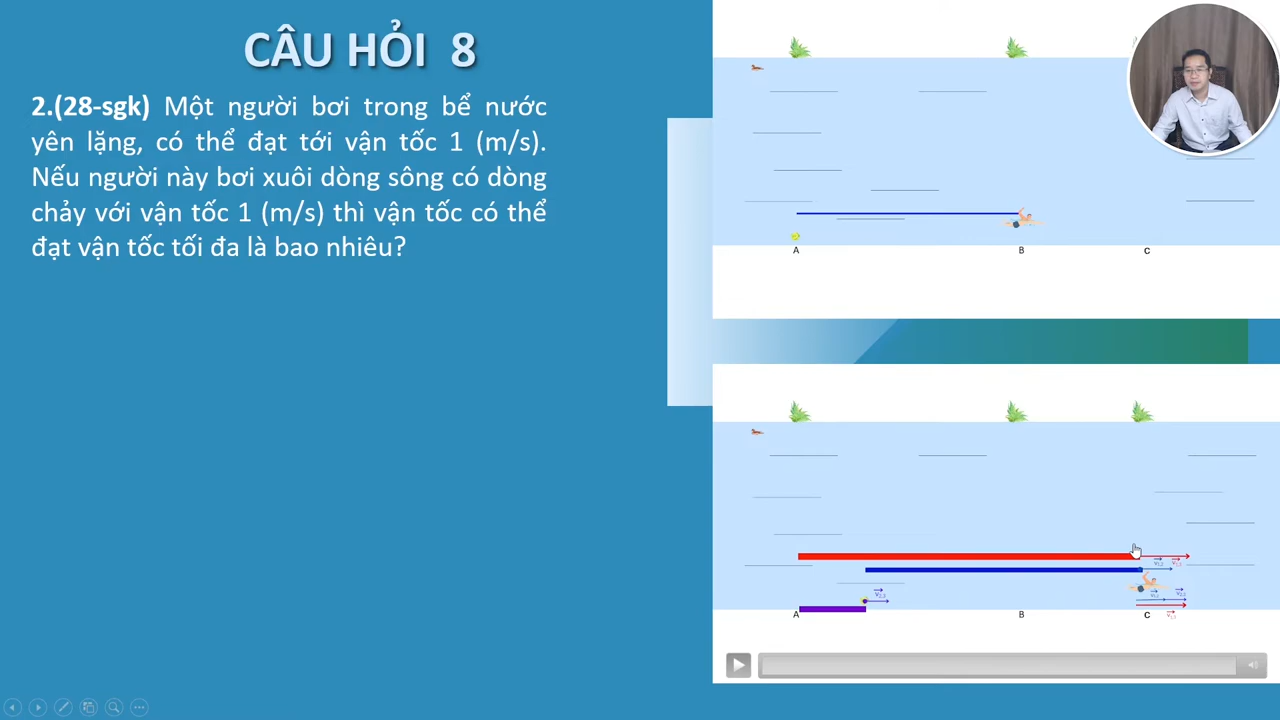 CÂU HỎI 8
2.(28-sgk) Một người bơi trong bể nước
yên lặng, có thể đạt tới vận tốc 1 (m/s).
Nếu người này bơi xuôi dòng sông có dòng
chảy với vận tốc 1 (m/s) thì vận tốc có thể
đạt vận tốc tối đa là bao nhiêu?
A B C
A B C